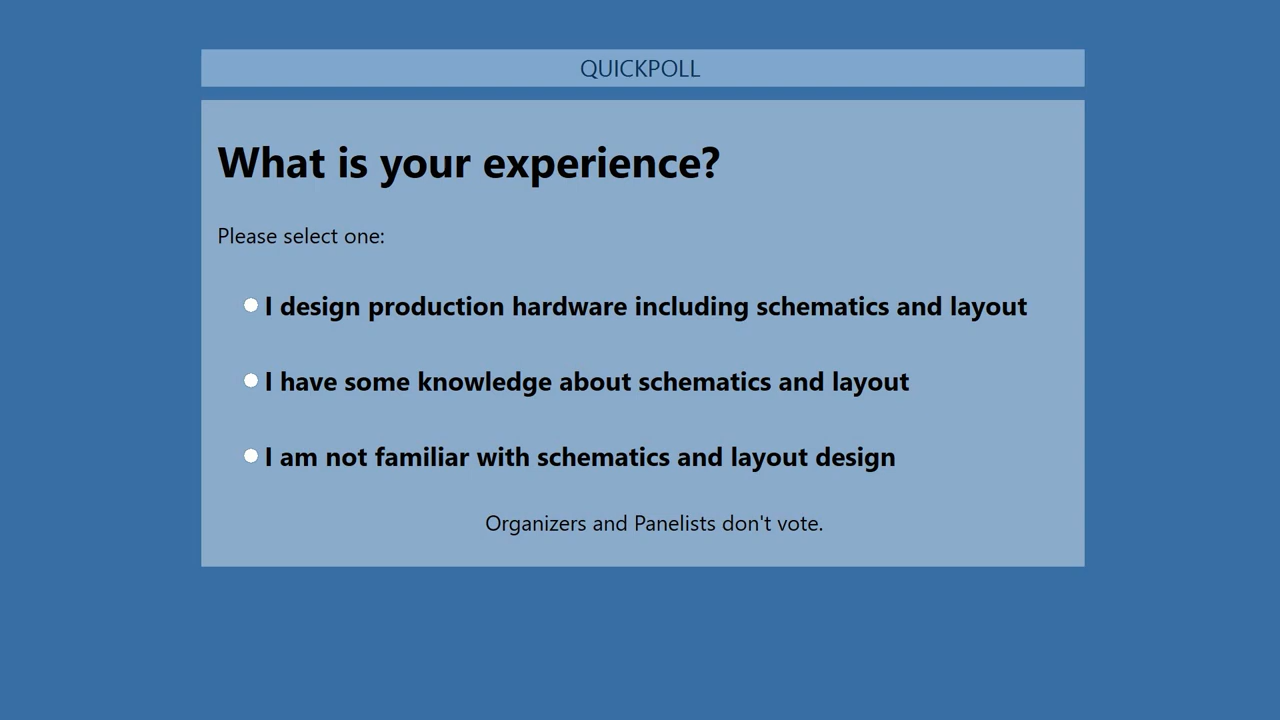 QUICKPOLL
What is your experience?
Please select one:
I design production hardware including schematics and layout
I have some knowledge about schematics and layout
I am not familiar with schematics and layout design
Organizers and Panelists don't vote.